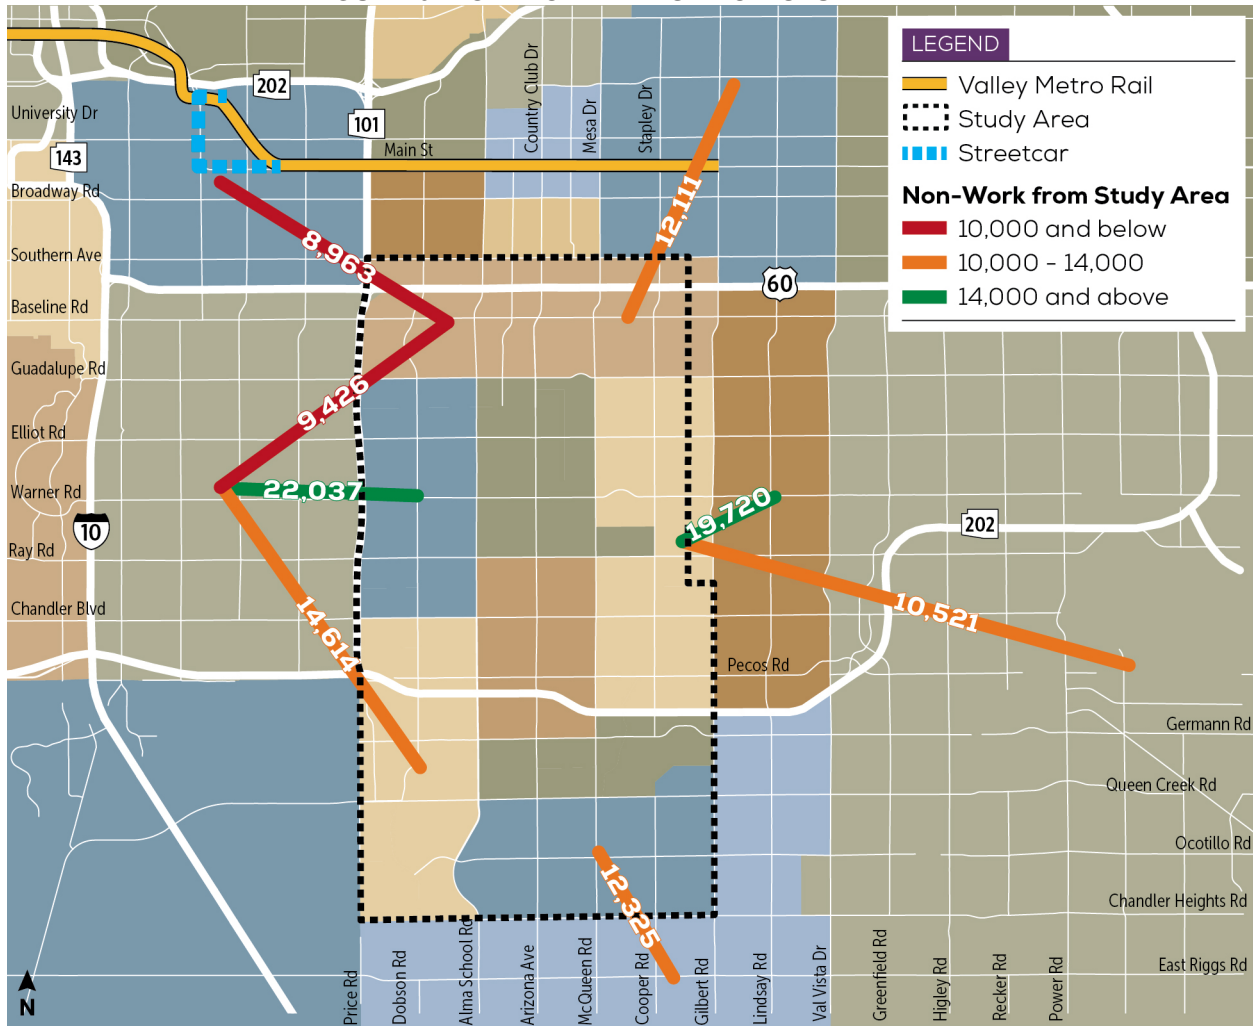 LEGEND
Valley Metro Rail
Study Area
Streetcar
Non-Work from Study Area
10,000 and below
10,000 - 14,000
14,000 and above
202
101
143
60
10
202
University Dr
Broadway Rd
Southern Ave
Baseline Rd
Guadalupe Rd
Elliot Rd
Warner Rd
Ray Rd
Chandler Blvd
Main St
Country Club Dr
Mesa Dr
Stapley Dr
8,963
12,111
9,426
22,037
19,720
14,614
10,521
12,325
Pecos Rd
Germann Rd
Queen Creek Rd
Ocotillo Rd
Chandler Heights Rd
East Riggs Rd
Price Rd
Dobson Rd
Alma School Rd
Arizona Ave
McQueen Rd
Cooper Rd
Gilbert Rd
Lindsay Rd
Val Vista Dr
Greenfield Rd
Higley Rd
Recker Rd
Power Rd
N